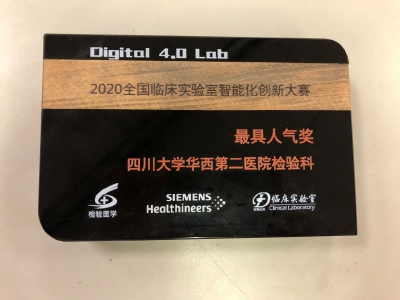 Digital 4.0 Lab
2020全国临床实验室智能化创新大赛
最具人气奖
四川大学华西第二医院检验科
检验医学
SIEMENS
Healthineers
临床实验室
Clinical Laboratory